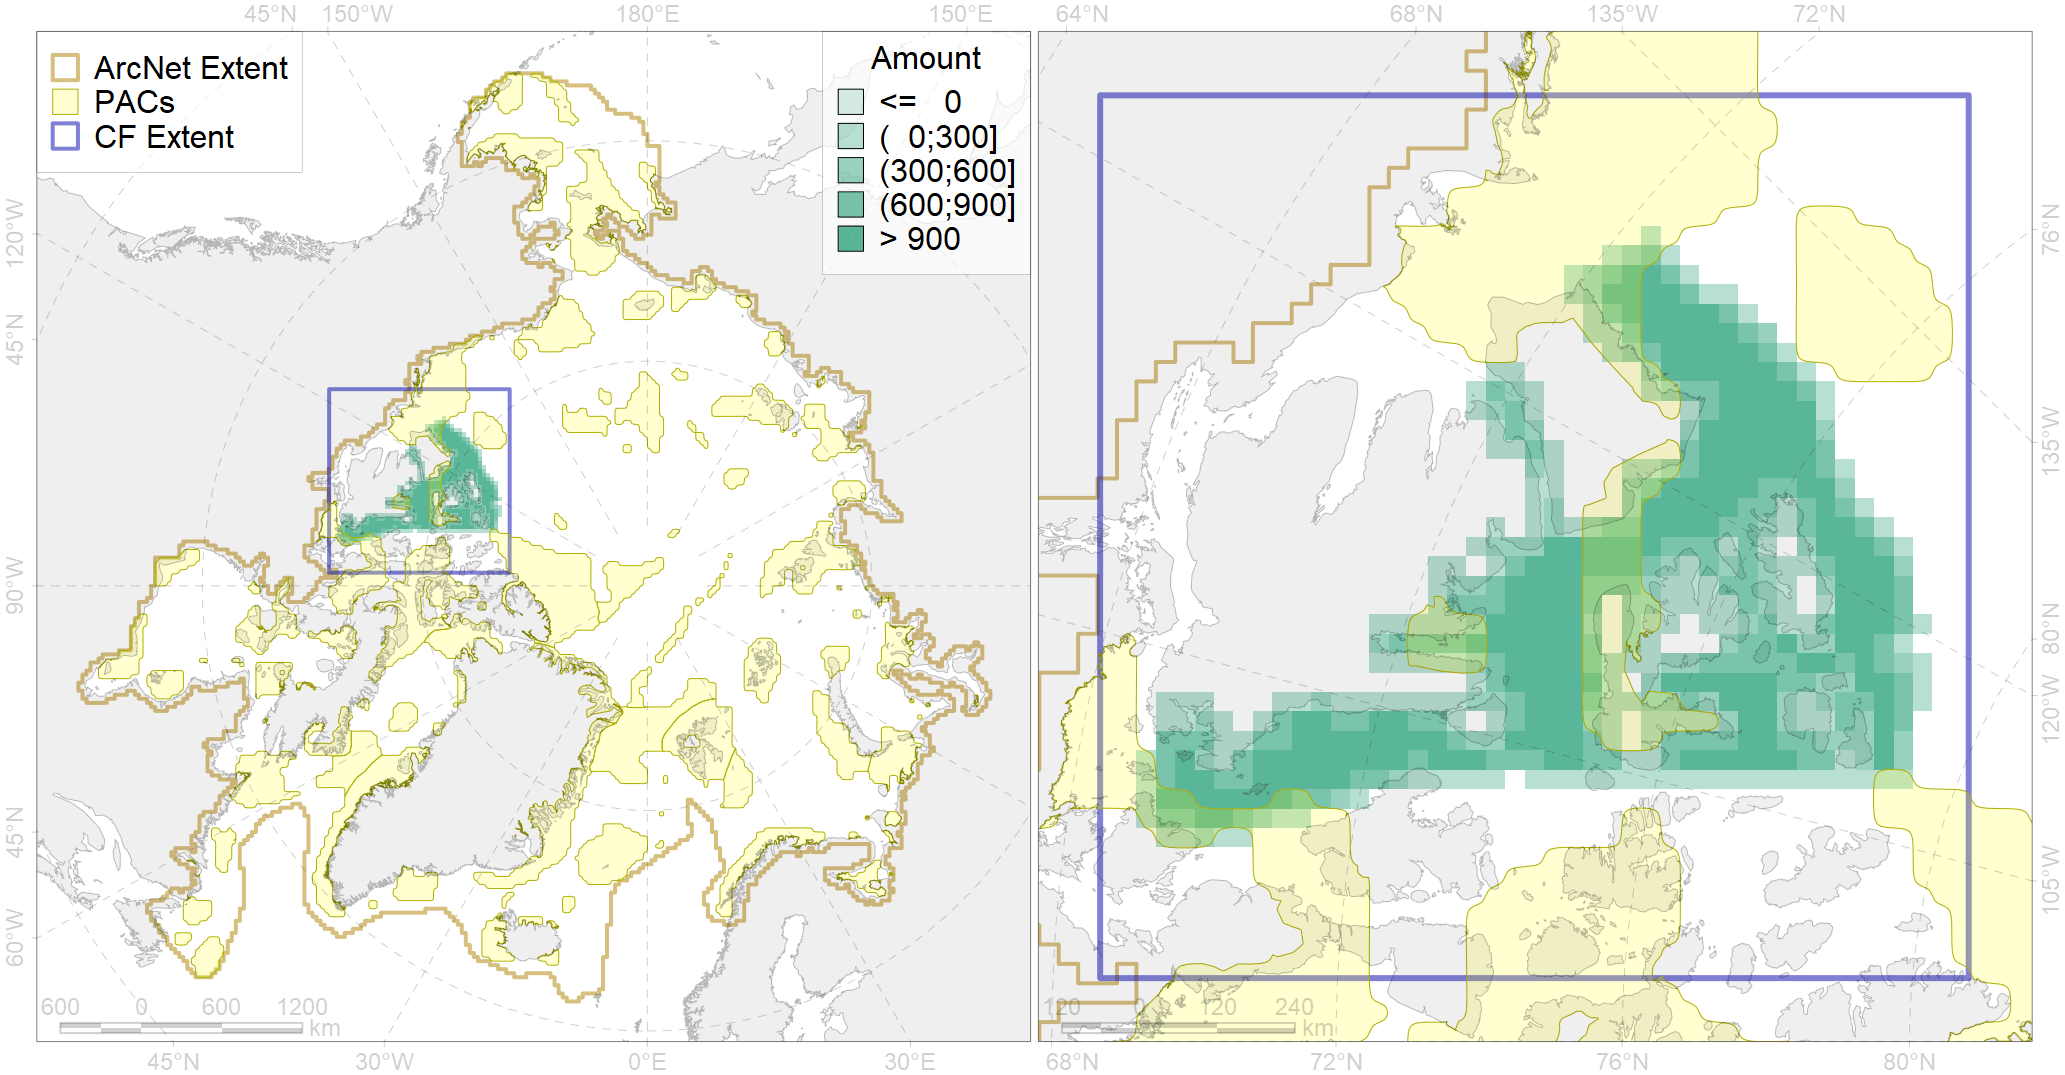 45°N 150°W 180°E 150°E 64°N 68°N 135°W 72°N
ArcNet Extent
PACs
CF Extent
Amount
<= 0
( 0;300]
(300;600]
(600;900]
> 900
120°W
45°N
90°W
45°N
60°W
76°N
135°W
80°N
120°W
105°W
600 0 600 1200
km
120 0 120 240
km
45°N 30°W 0°E 30°E 68°N 72°N 76°N 80°N